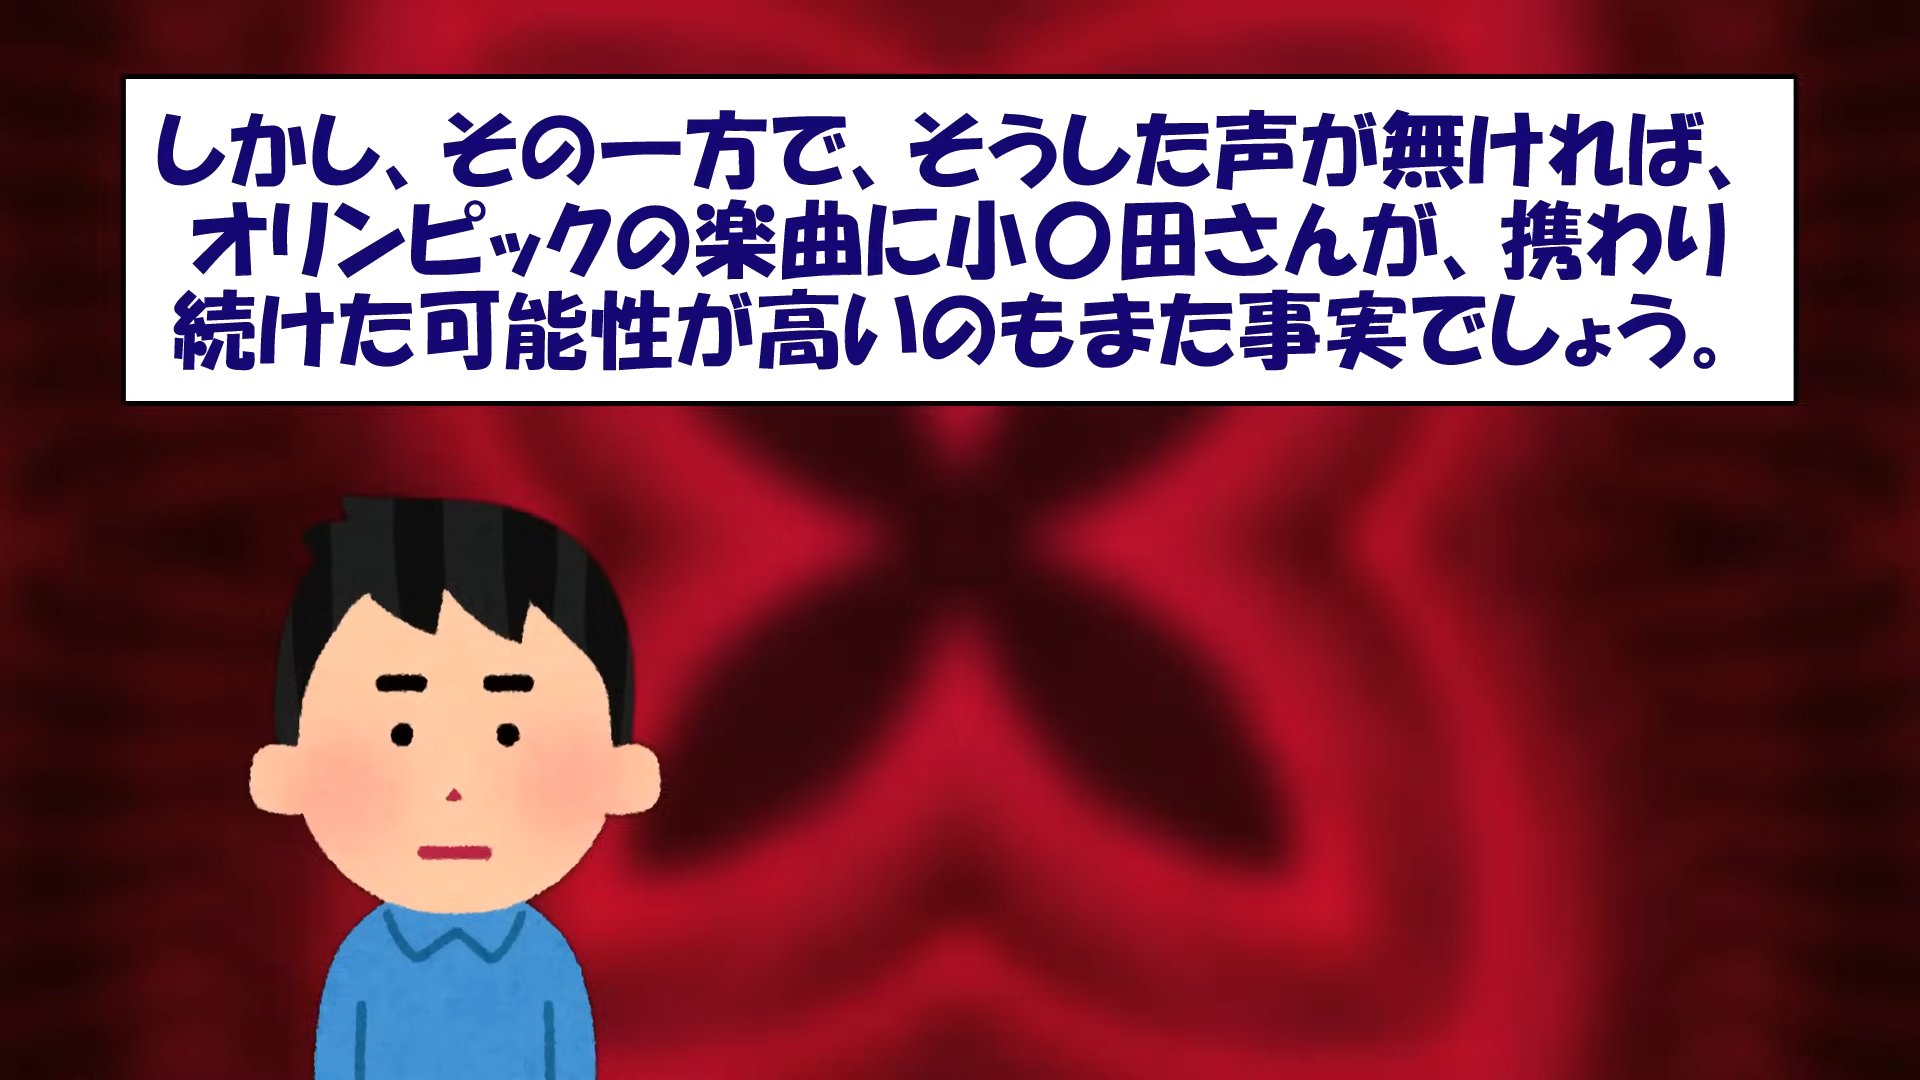 しかし、その一方で、そうした声が無ければ、
オリンピックの楽曲に小〇田さんが、携わり
続けた可能性が高いのもまた事実でしょう。